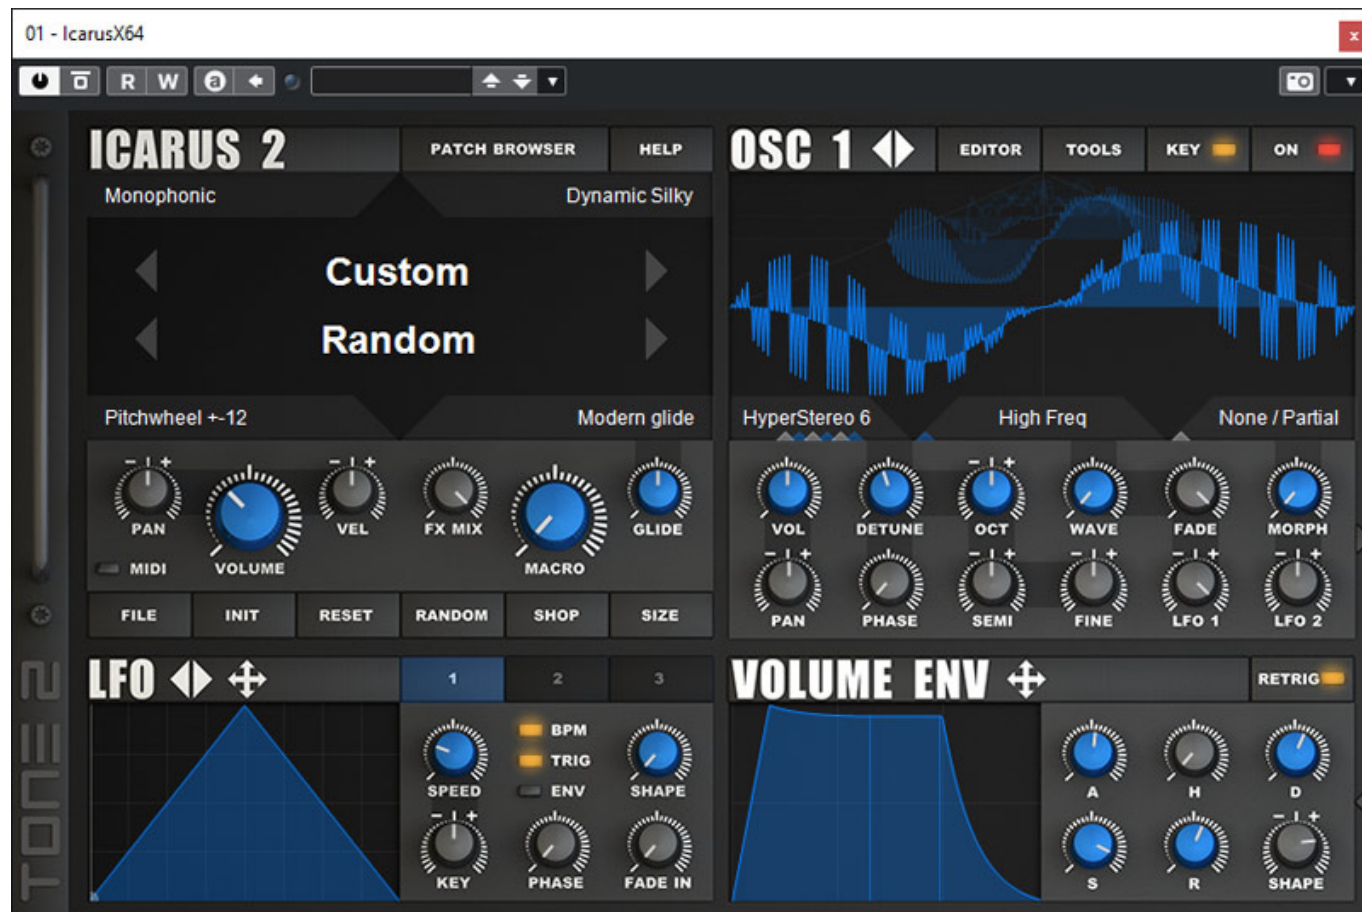 01 - IcarusX64
R W a
ICARUS 2 PATCH BROWSER HELP
Monophonic Dynamic Silky
Custom
Random
Pitchwheel +-12 Modern glide
PAN VEL FX MIX GLIDE
MIDI VOLUME MACRO
FILE INIT RESET RANDOM SHOP SIZE
OSC 1 EDITOR TOOLS KEY ON
HyperStereo 6 High Freq None / Partial
VOL DETUNE OCT WAVE FADE MORPH
PAN PHASE SEMI FINE LFO 1 LFO 2
LFO 1 2 3
BPM
TRIG
SPEED ENV SHAPE
KEY PHASE FADE IN
VOLUME ENV RETRIG
A H D
S R SHAPE
TONE 2